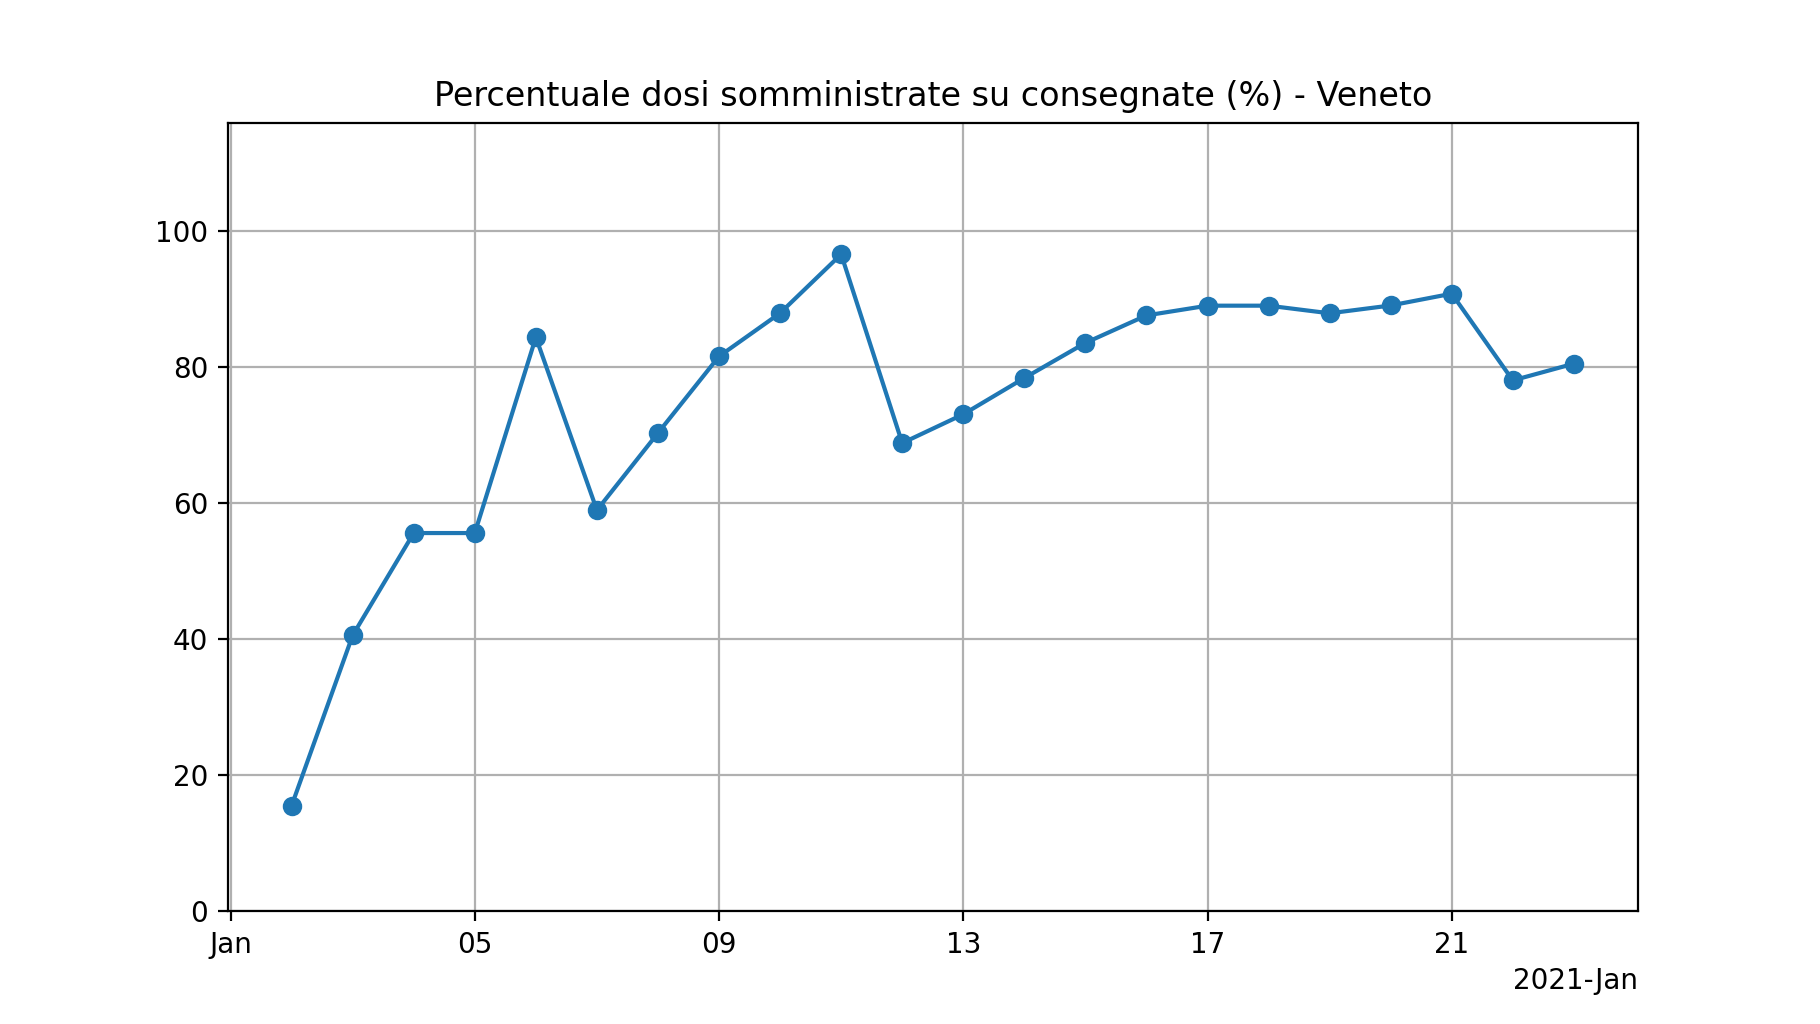 Percentuale dosi somministrate su consegnate (%) - Veneto
100
80
60
40
20
0
Jan 05 09 13 17 21
2021-Jan